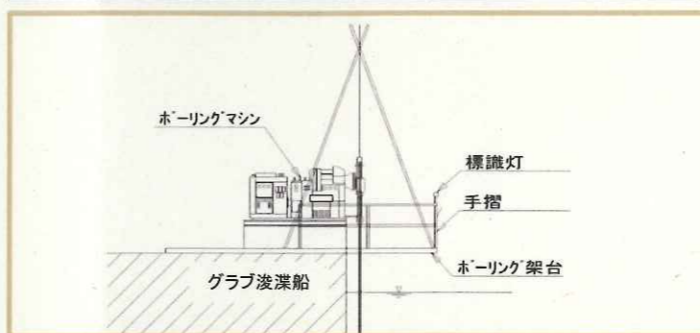 ボーリングマシン
標識灯
手摺
ボーリング架台
グラブ浚渫船